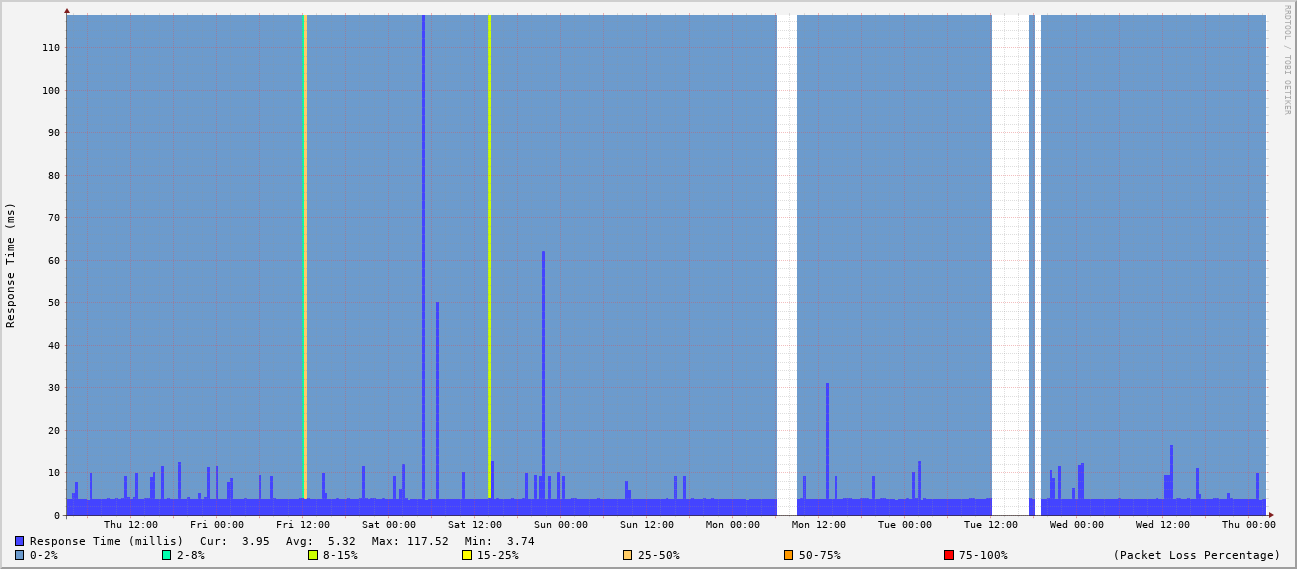 RRDTOOL / TOBI OETIKER
Response Time (ms)
110
100
90
80
70
60
50
40
30
20
10
0
Thu 12:00 Fri 00:00 Fri 12:00 Sat 00:00 Sat 12:00 Sun 00:00 Sun 12:00 Mon 00:00 Mon 12:00 Tue 00:00 Tue 12:00 Wed 00:00 Wed 12:00 Thu 00:00
Response Time (millis) Cur: 3.95 Avg: 5.32 Max: 117.52 Min: 3.74
0-2% 2-8% 8-15% 15-25% 25-50% 50-75% 75-100% (Packet Loss Percentage)